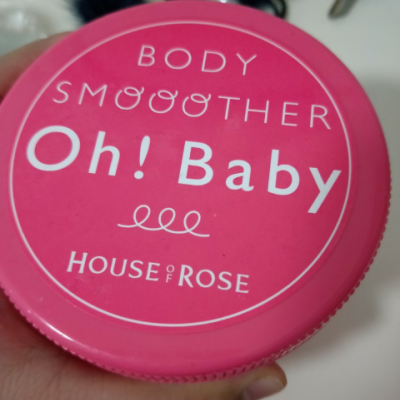 BODY
SMOOOTHER
Oh! Baby
HOUSE OF ROSE